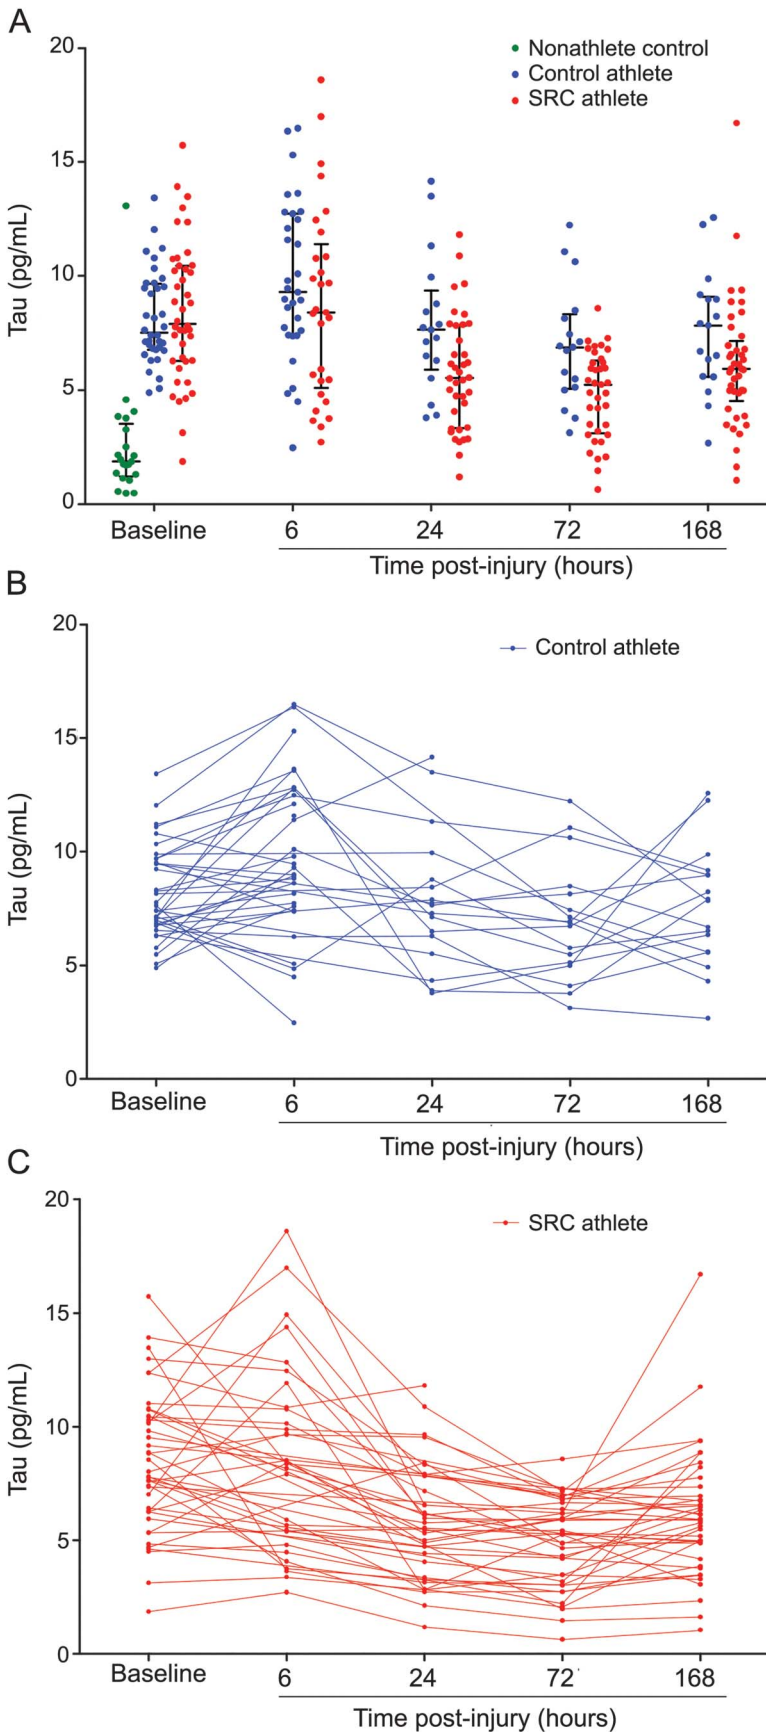 A
20
15
10
5
0
Tau (pg/mL)
Nonathlete control
Control athlete
SRC athlete
Baseline 6 24 72 168
Time post-injury (hours)
B
20
15
10
5
0
Tau (pg/mL)
Control athlete
Baseline 6 24 72 168
Time post-injury (hours)
C
20
15
10
5
0
Tau (pg/mL)
SRC athlete
Baseline 6 24 72 168
Time post-injury (hours)